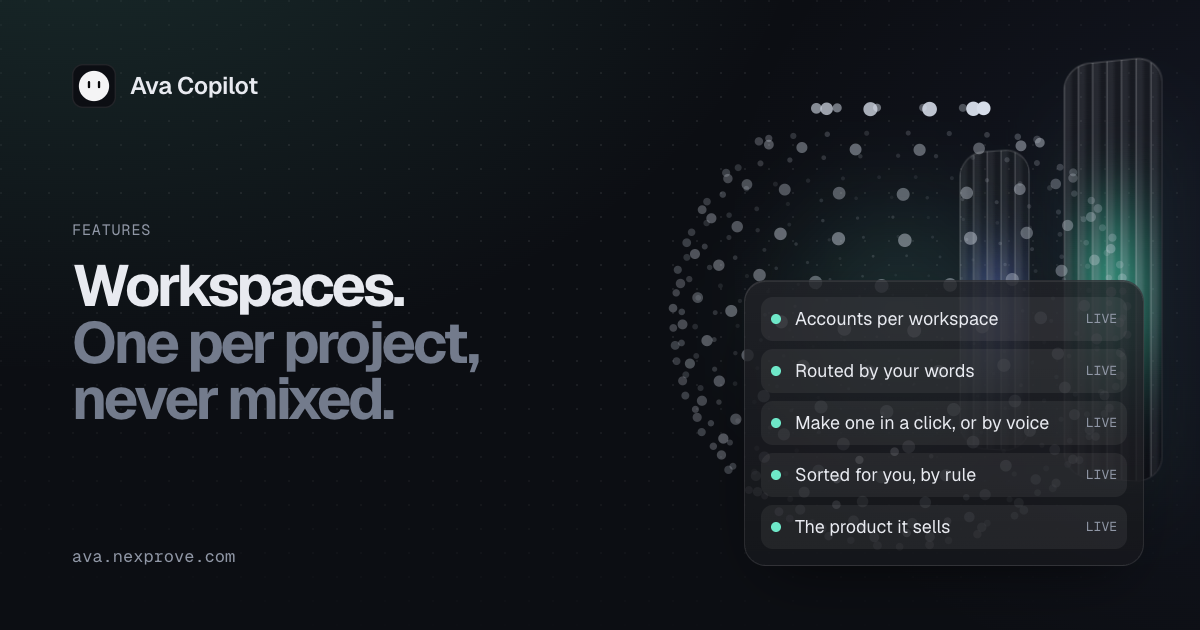 Ava Copilot
FEATURES
Workspaces.
One per project,
never mixed.
ava.nexprove.com
Accounts per workspace LIVE
Routed by your words LIVE
Make one in a click, or by voice LIVE
Sorted for you, by rule LIVE
The product it sells LIVE